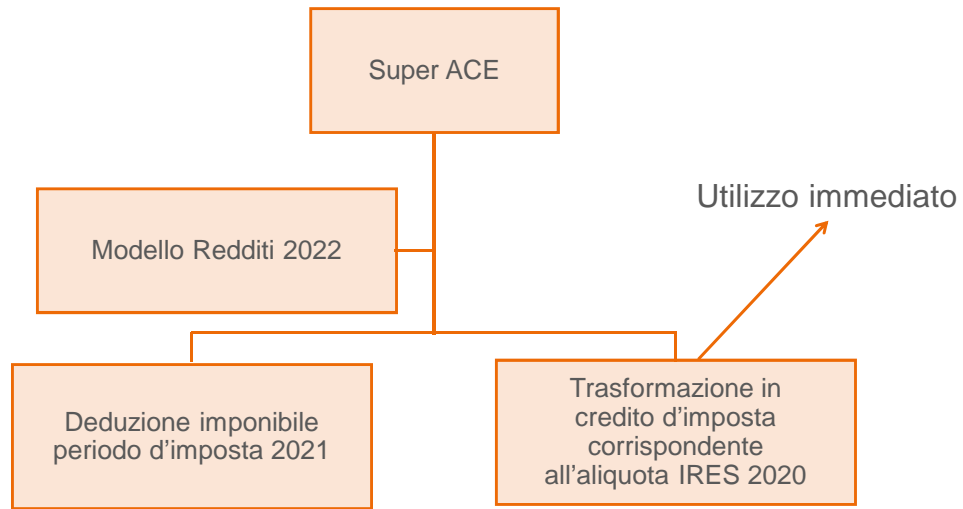 Super ACE
Utilizzo immediato
Modello Redditi 2022
Deduzione imponibile
periodo d'imposta 2021
Trasformazione in
credito d'imposta
corrispondente
all'aliquota IRES 2020